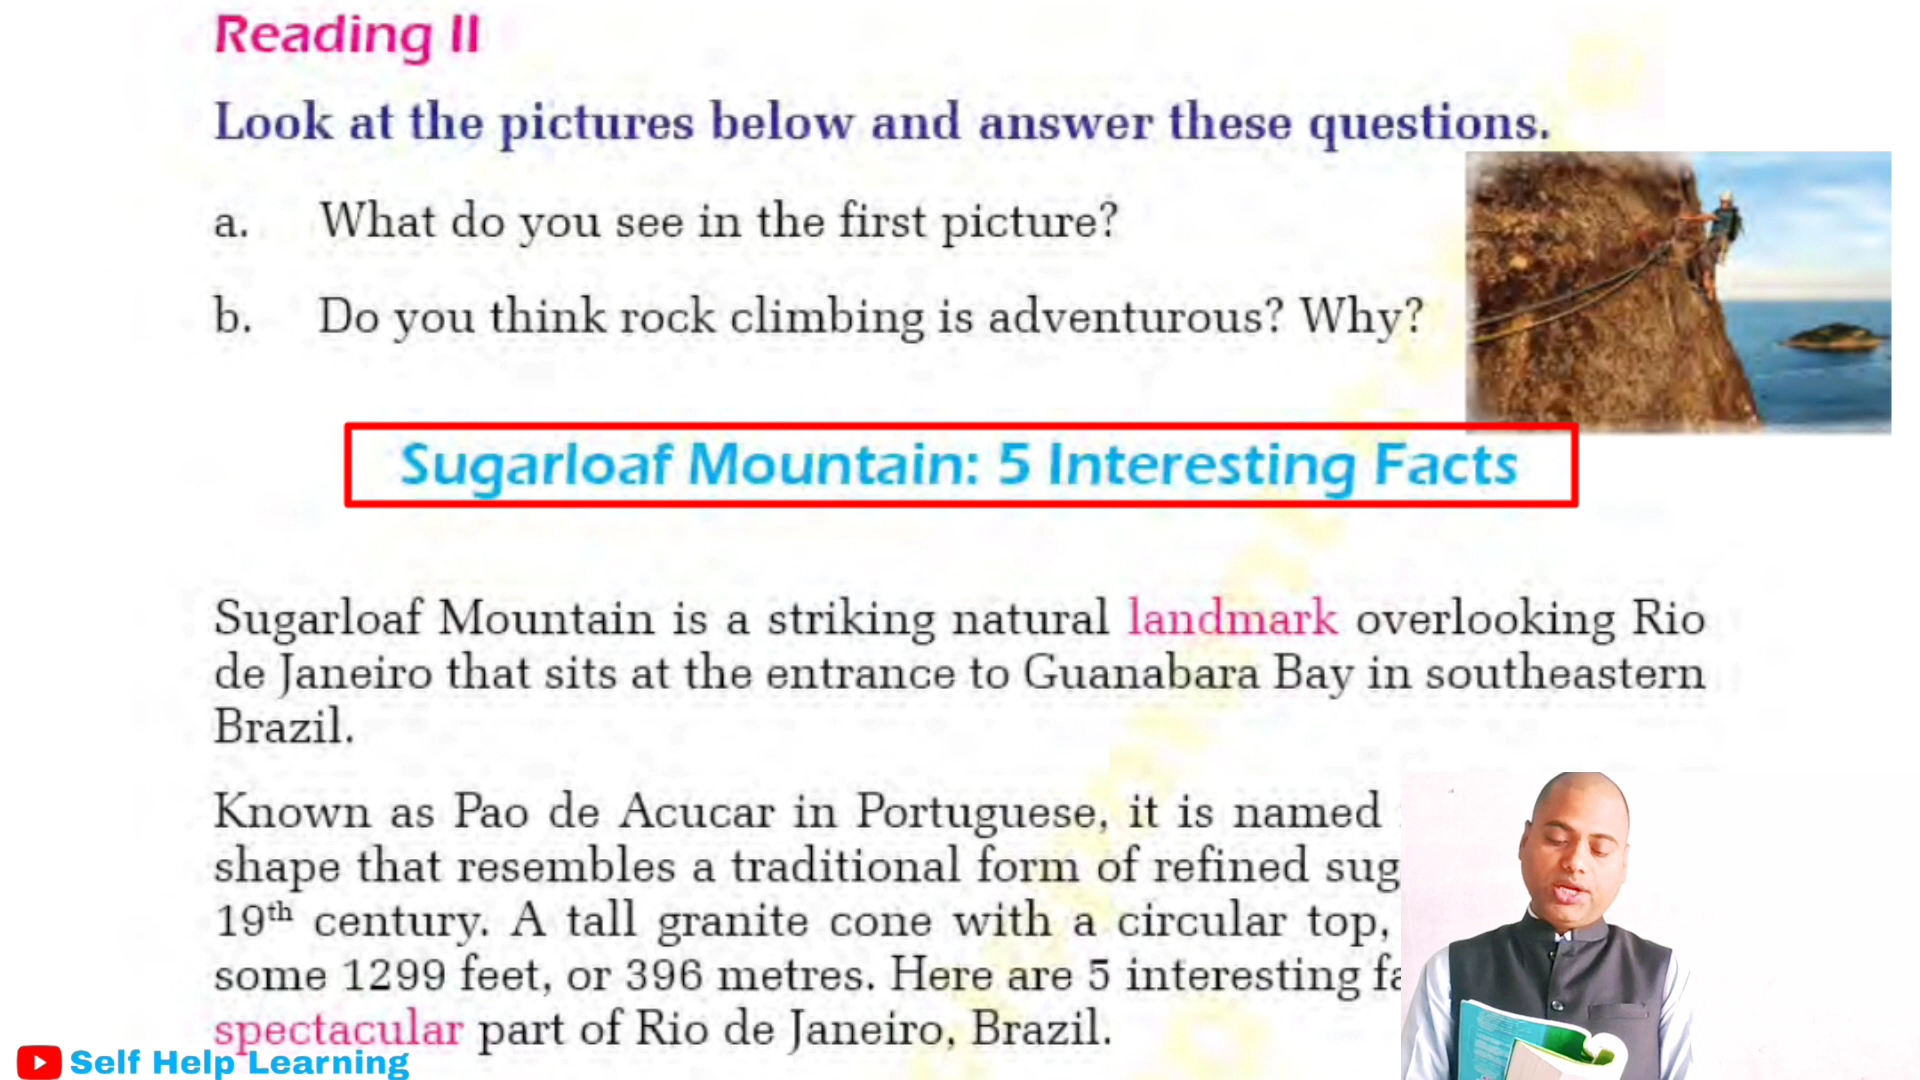 Reading II
Look at the pictures below and answer these questions.
a. What do you see in the first picture?
b. Do you think rock climbing is adventurous? Why?
Sugarloaf Mountain: 5 Interesting Facts
Sugarloaf Mountain is a striking natural landmark overlooking Rio
de Janeiro that sits at the entrance to Guanabara Bay in southeastern
Brazil.
Known as Pao de Acucar in Portuguese, it is named
shape that resembles a traditional form of refined sug
19th century. A tall granite cone with a circular top,
some 1299 feet, or 396 metres. Here are 5 interesting fa
spectacular part of Rio de Janeiro, Brazil.
Self Help Learning